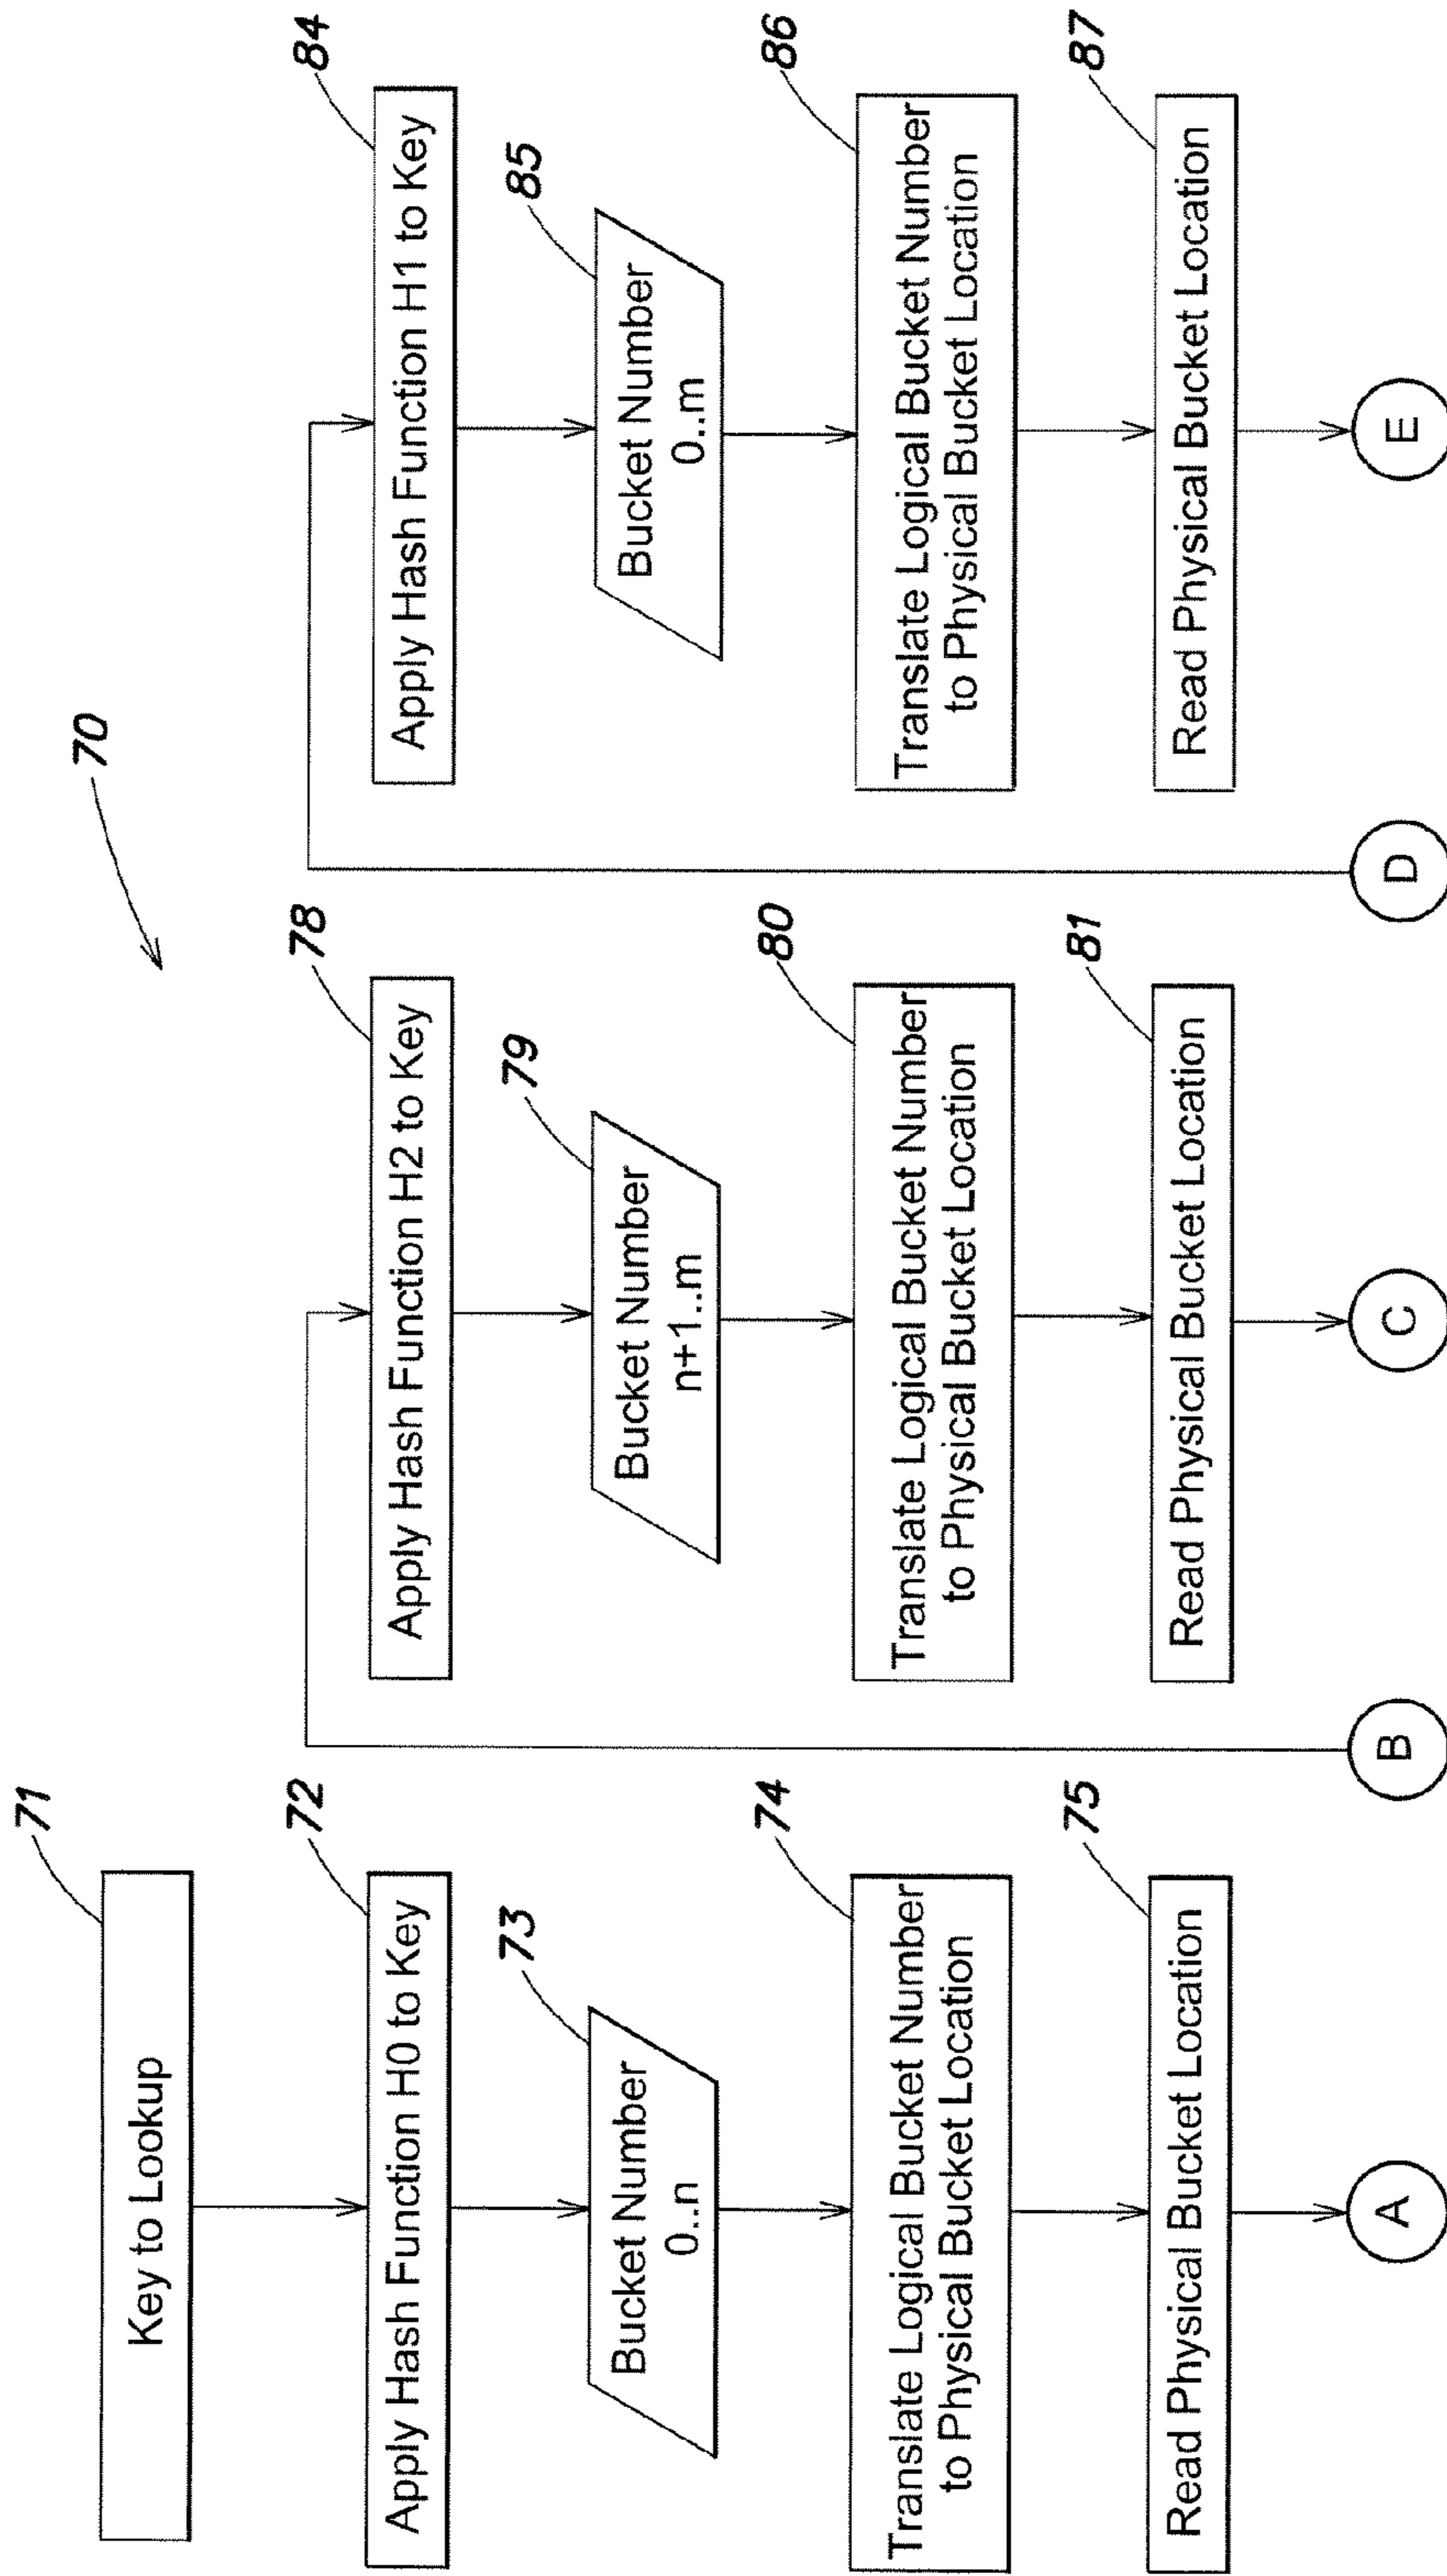 70
71
Key to Lookup
72
Apply Hash Function H0 to Key
73
Bucket Number
0..n
74
Translate Logical Bucket Number
to Physical Bucket Location
75
Read Physical Bucket Location
A
B
78
Apply Hash Function H2 to Key
79
Bucket Number
n+1..m
80
Translate Logical Bucket Number
to Physical Bucket Location
81
Read Physical Bucket Location
C
D
84
Apply Hash Function H1 to Key
85
Bucket Number
0..m
86
Translate Logical Bucket Number
to Physical Bucket Location
87
Read Physical Bucket Location
E